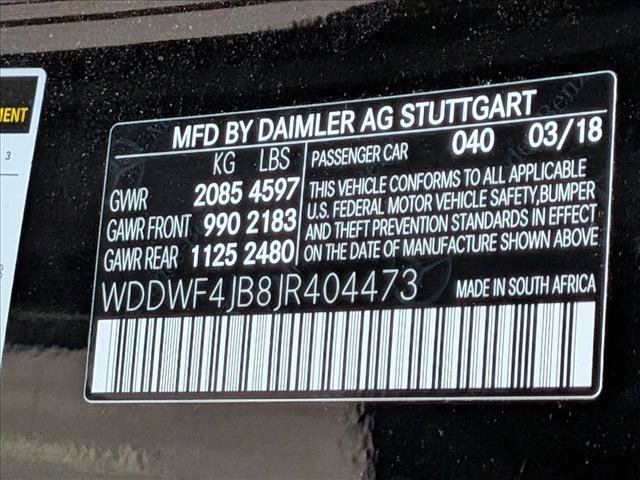 MENT
3
MFD BY DAIMLER AG STUTTGART
KG LBS
PASSENGER CAR 040 03/18
GVWR 2085 4597
GAWR FRONT 990 2183
GAWR REAR 1125 2480
THIS VEHICLE CONFORMS TO ALL APPLICABLE
U.S. FEDERAL MOTOR VEHICLE SAFETY, BUMPER
AND THEFT PREVENTION STANDARDS IN EFFECT
ON THE DATE OF MANUFACTURE SHOWN ABOVE
WDDWF4JB8JR404473 MADE IN SOUTH AFRICA